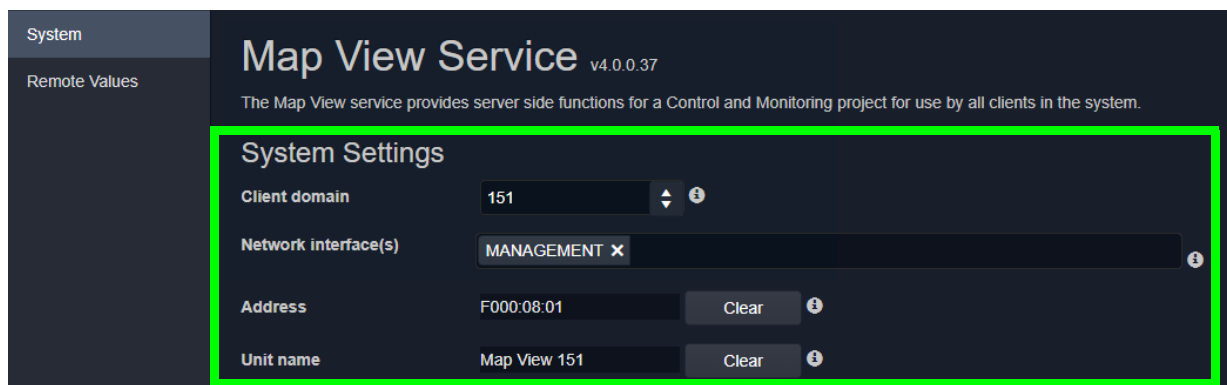 System
Remote Values
Map View Service v4.0.0.37
The Map View service provides server side functions for a Control and Monitoring project for use by all clients in the system.
System Settings
Client domain 151
Network interface(s) MANAGEMENT
Address F000:08:01 Clear
Unit name Map View 151 Clear